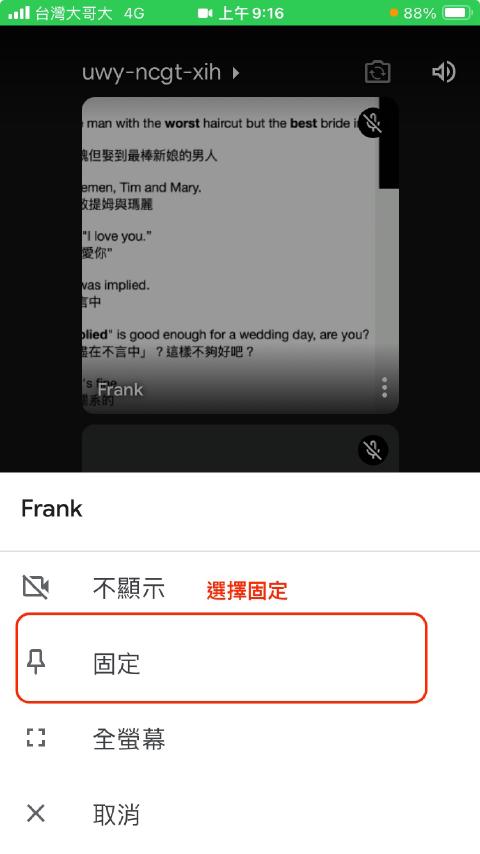 台灣大哥大 4G 上午9:16 88%
uwy-ncgt-xih
man with the worst haircut but the best bride i
但娶到最棒新娘的男人
emen, Tim and Mary.
提姆與瑪麗
"I love you."
愛你”
was implied.
言中
plied" is good enough for a wedding day, are you?
盡在不言中」？這樣不夠好吧？
's fine
Frank
關系的
Frank
不顯示 選擇固定
固定
全螢幕
取消